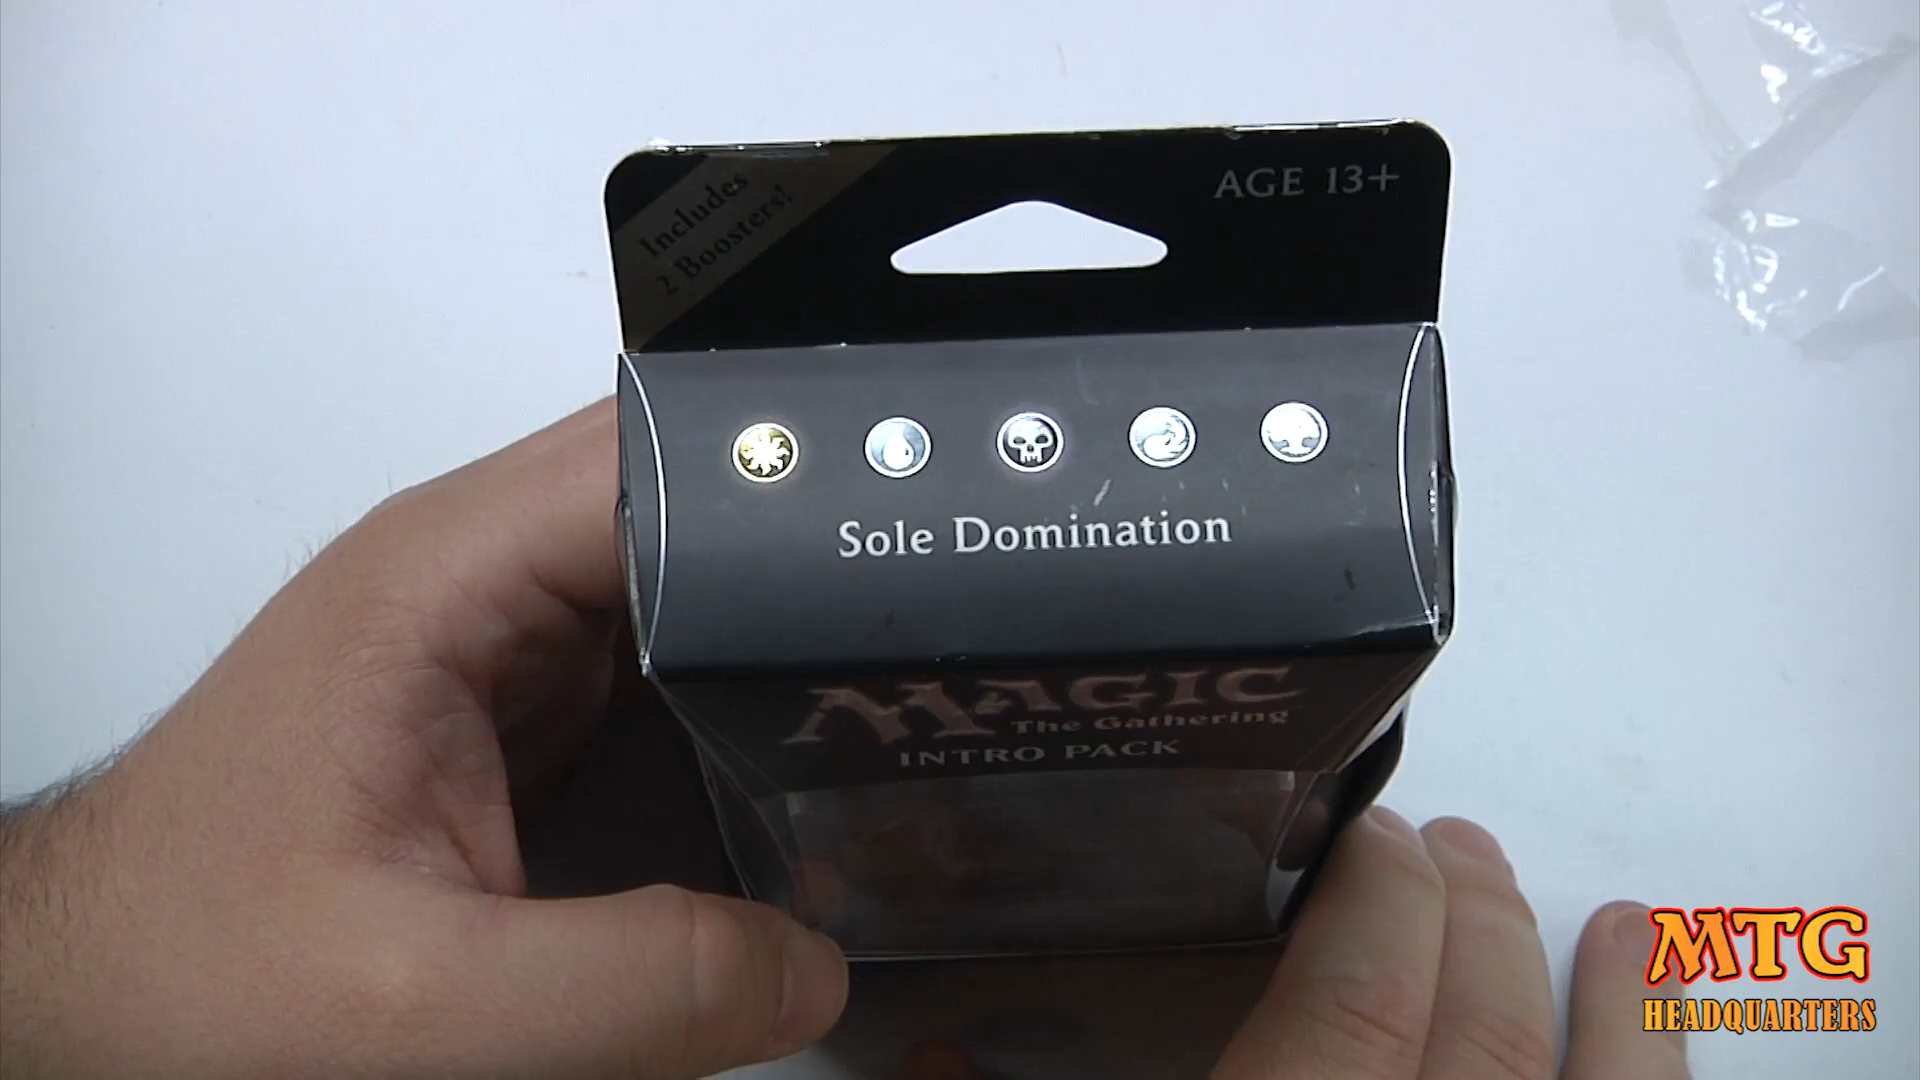 Includes
2 Boosters!
AGE 13+
Sole Domination
MAGIC
The Gathering
INTRO PACK
MTG
HEADQUARTERS